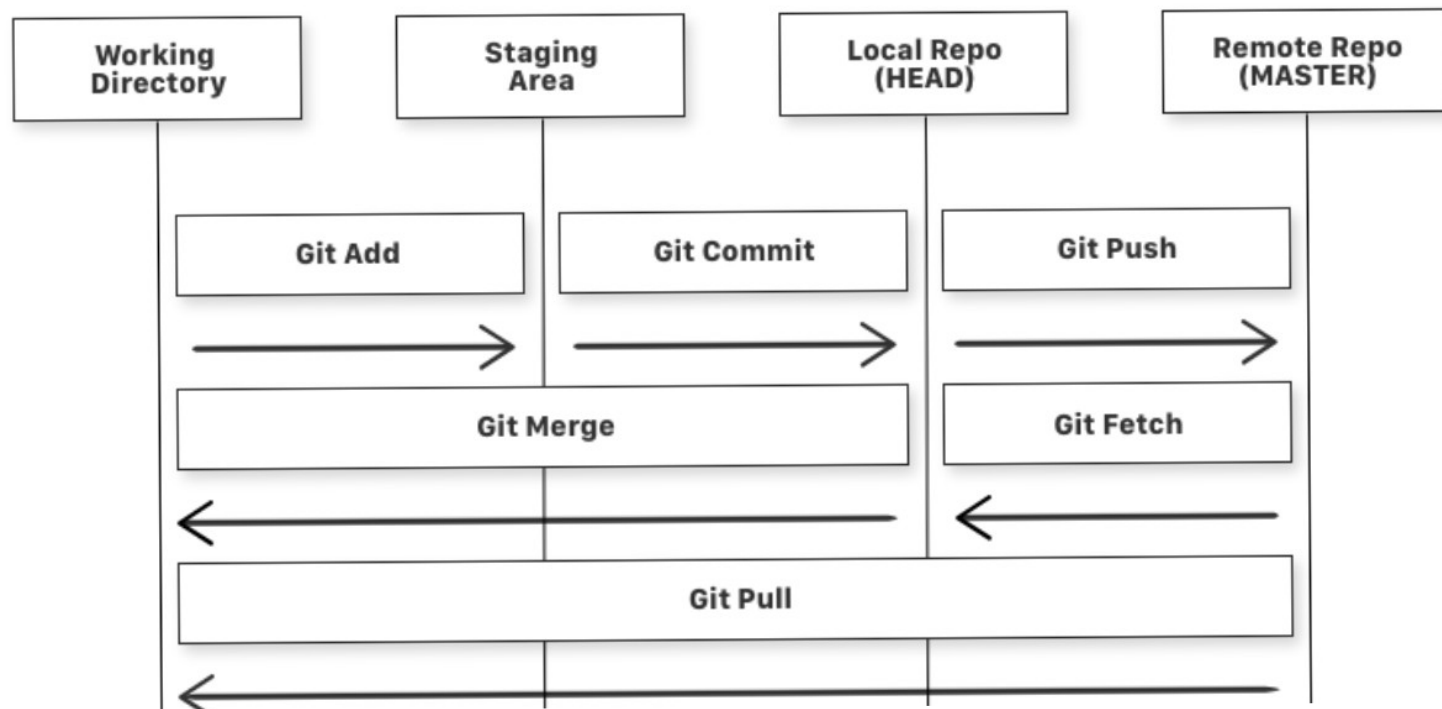 Working
Directory
Staging
Area
Local Repo
(HEAD)
Remote Repo
(MASTER)
Git Add
Git Commit
Git Push
Git Merge
Git Fetch
Git Pull